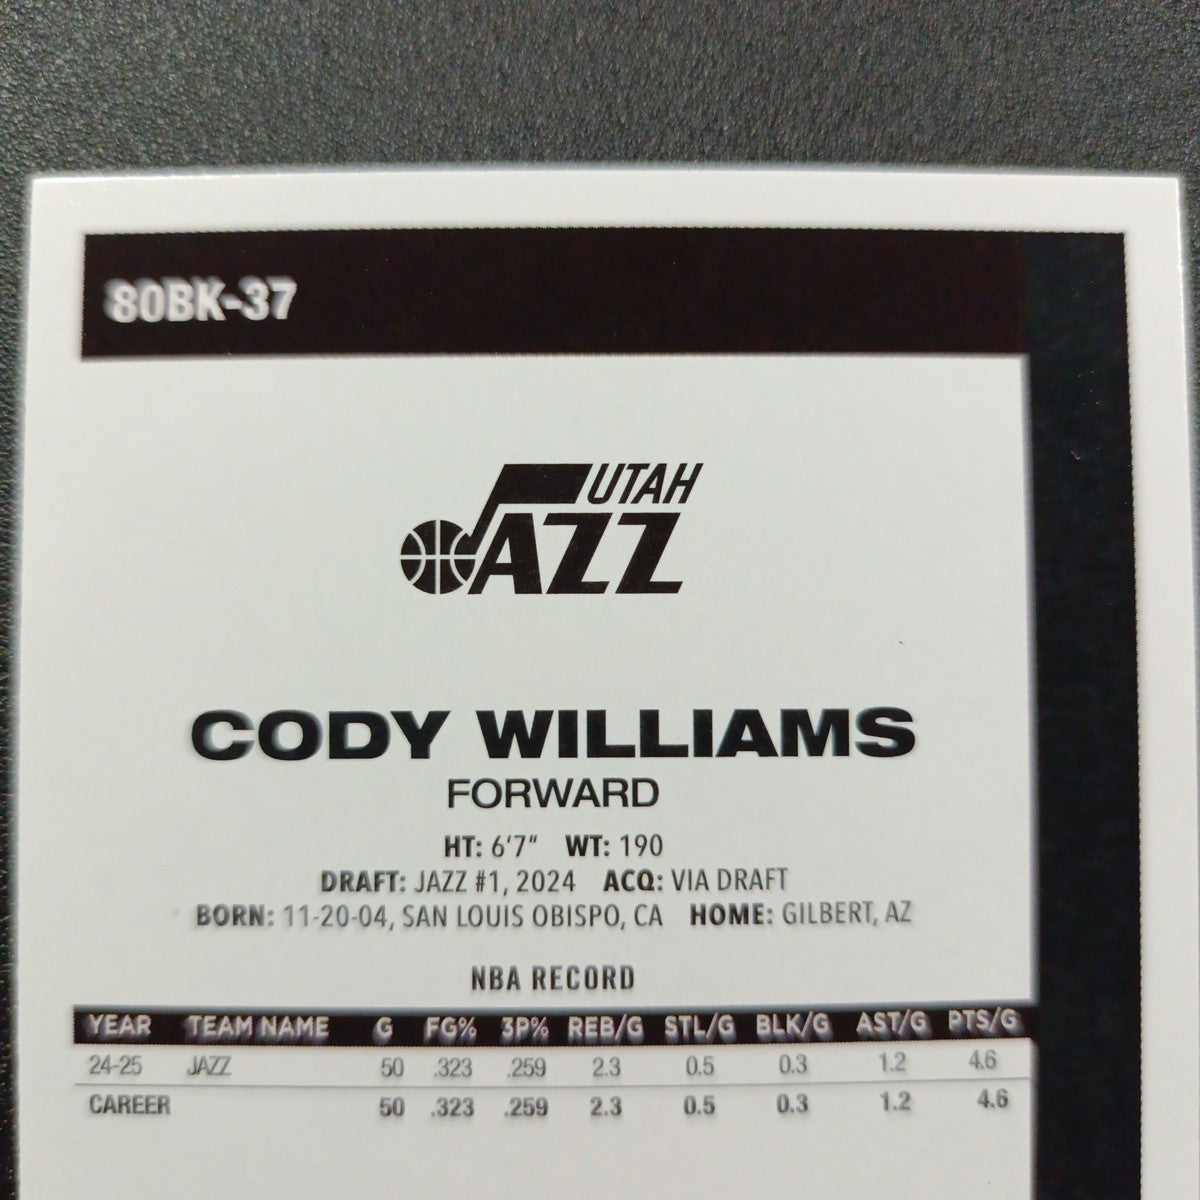 80BK-37
UTAH
JAZZ
CODY WILLIAMS
FORWARD
HT: 6'7" WT: 190
DRAFT: JAZZ #1, 2024 ACQ: VIA DRAFT
BORN: 11-20-04, SAN LOUIS OBISPO, CA HOME: GILBERT, AZ
NBA RECORD
YEAR TEAM NAME G FG% 3P% REB/G STL/G BLK/G AST/G PTS/G
24-25 JAZZ 50 .323 .259 2.3 0.5 0.3 1.2 4.6
CAREER 50 .323 .259 2.3 0.5 0.3 1.2 4.6